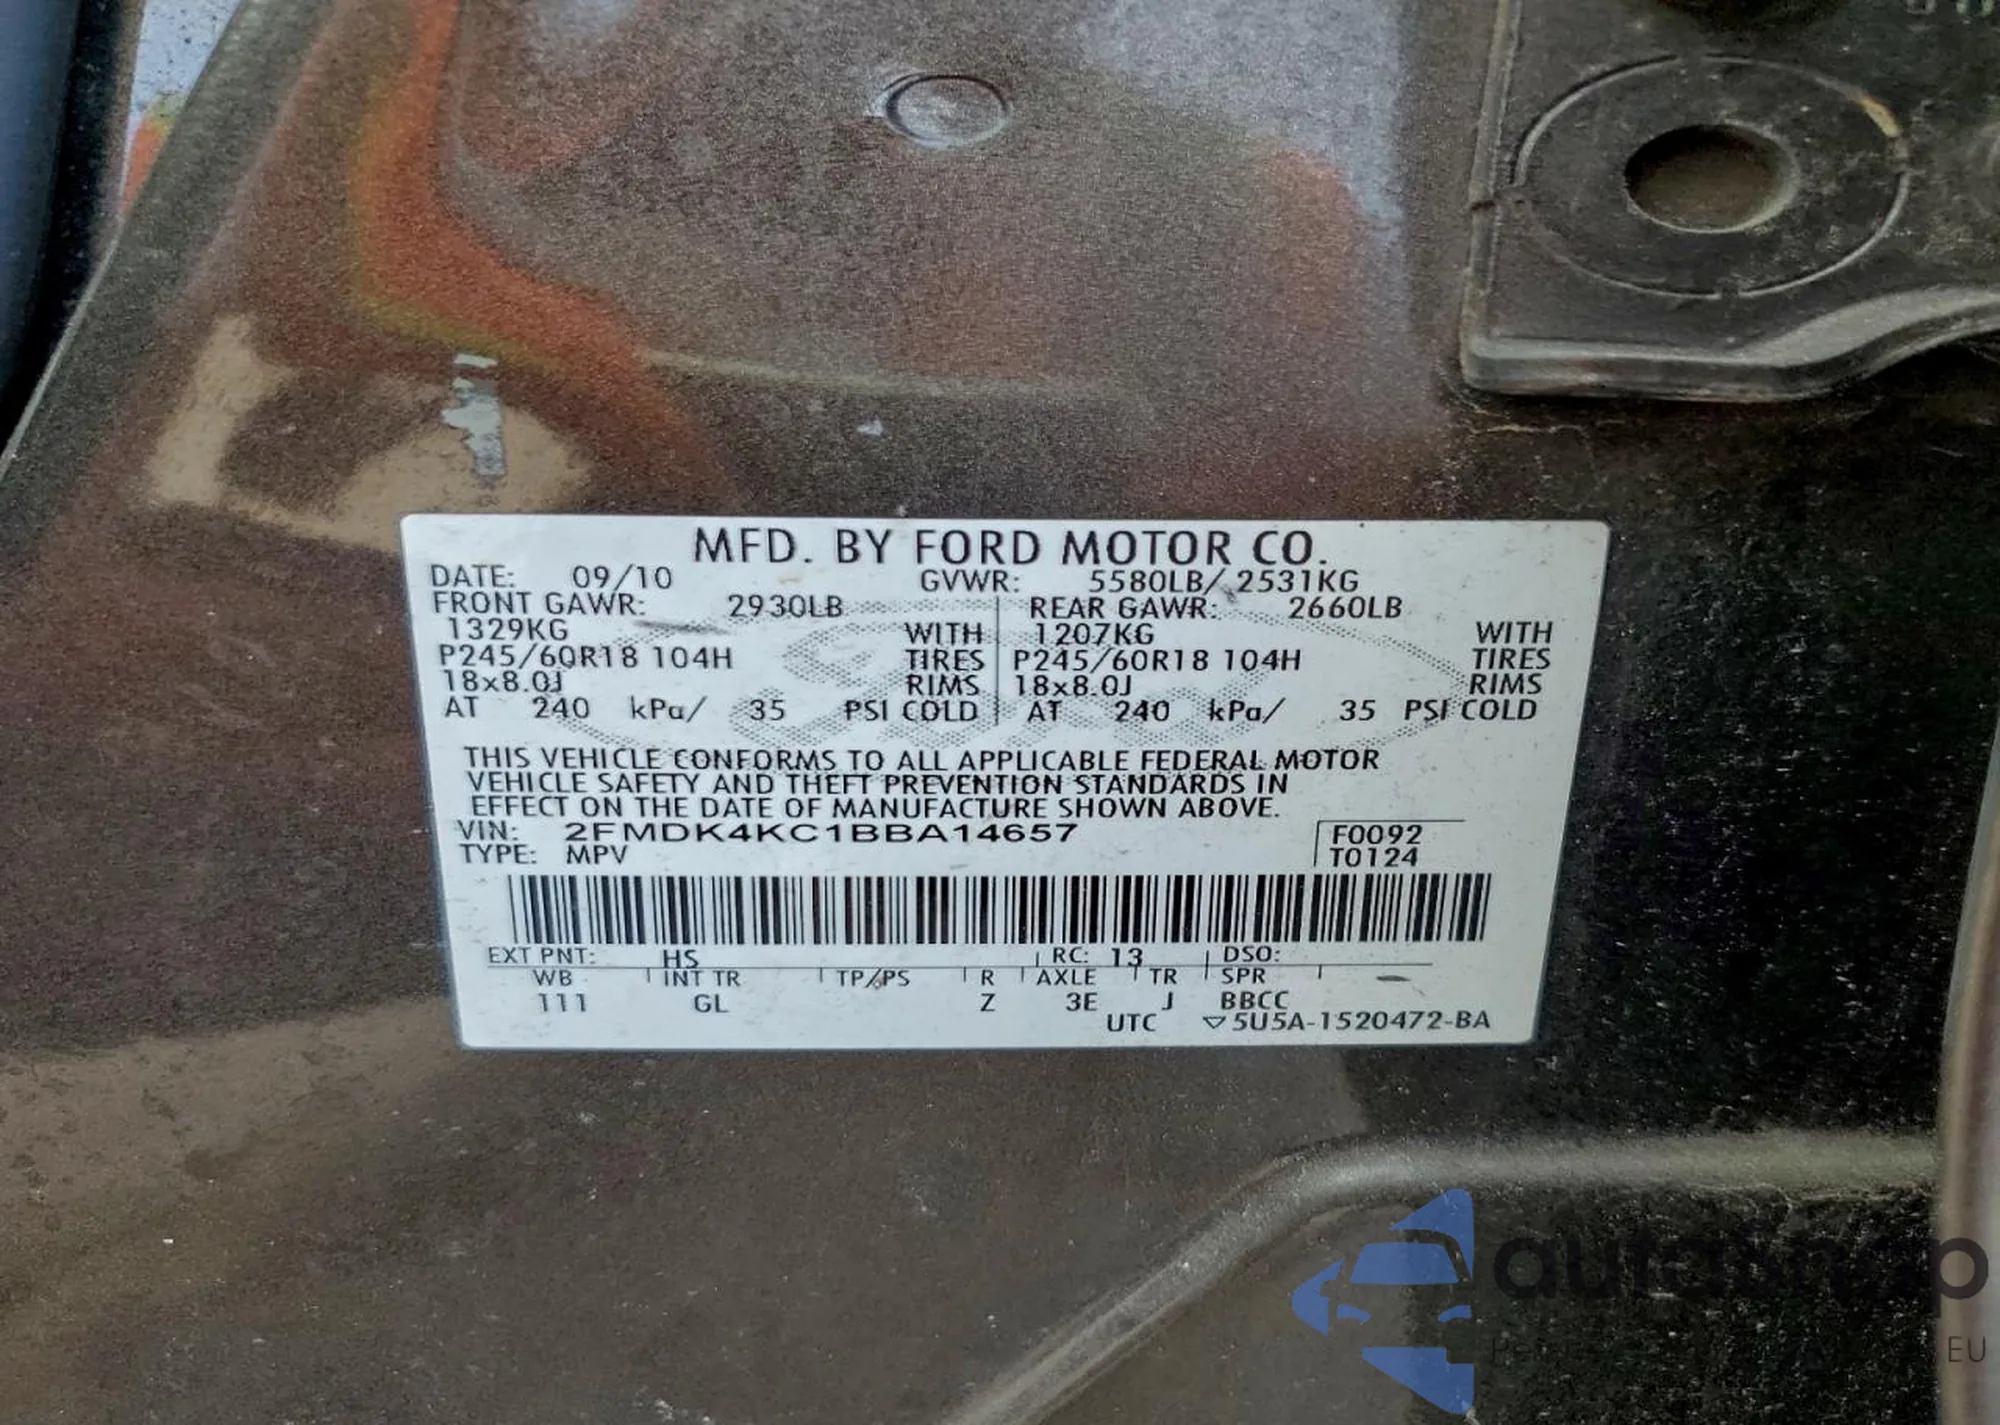 MFD. BY FORD MOTOR CO.
DATE: 09/10 GVWR: 5580LB/ 2531KG
FRONT GAWR: 2930LB REAR GAWR: 2660LB
1329KG WITH 1207KG WITH
P245/60R18 104H TIRES P245/60R18 104H TIRES
18x8.0J RIMS 18x8.0J RIMS
AT 240 kPa/ 35 PSI COLD AT 240 kPa/ 35 PSI COLD
THIS VEHICLE CONFORMS TO ALL APPLICABLE FEDERAL MOTOR
VEHICLE SAFETY AND THEFT PREVENTION STANDARDS IN
EFFECT ON THE DATE OF MANUFACTURE SHOWN ABOVE.
VIN: 2FMDK4KC1BBA14657 F0092
TYPE: MPV T0124
EXT PNT: HS RC: 13 DSO:
WB INT TR TP/PS R AXLE TR SPR
111 GL Z 3E J BBCC
UTC ▽5U5A-1520472-BA
autosnap
EU